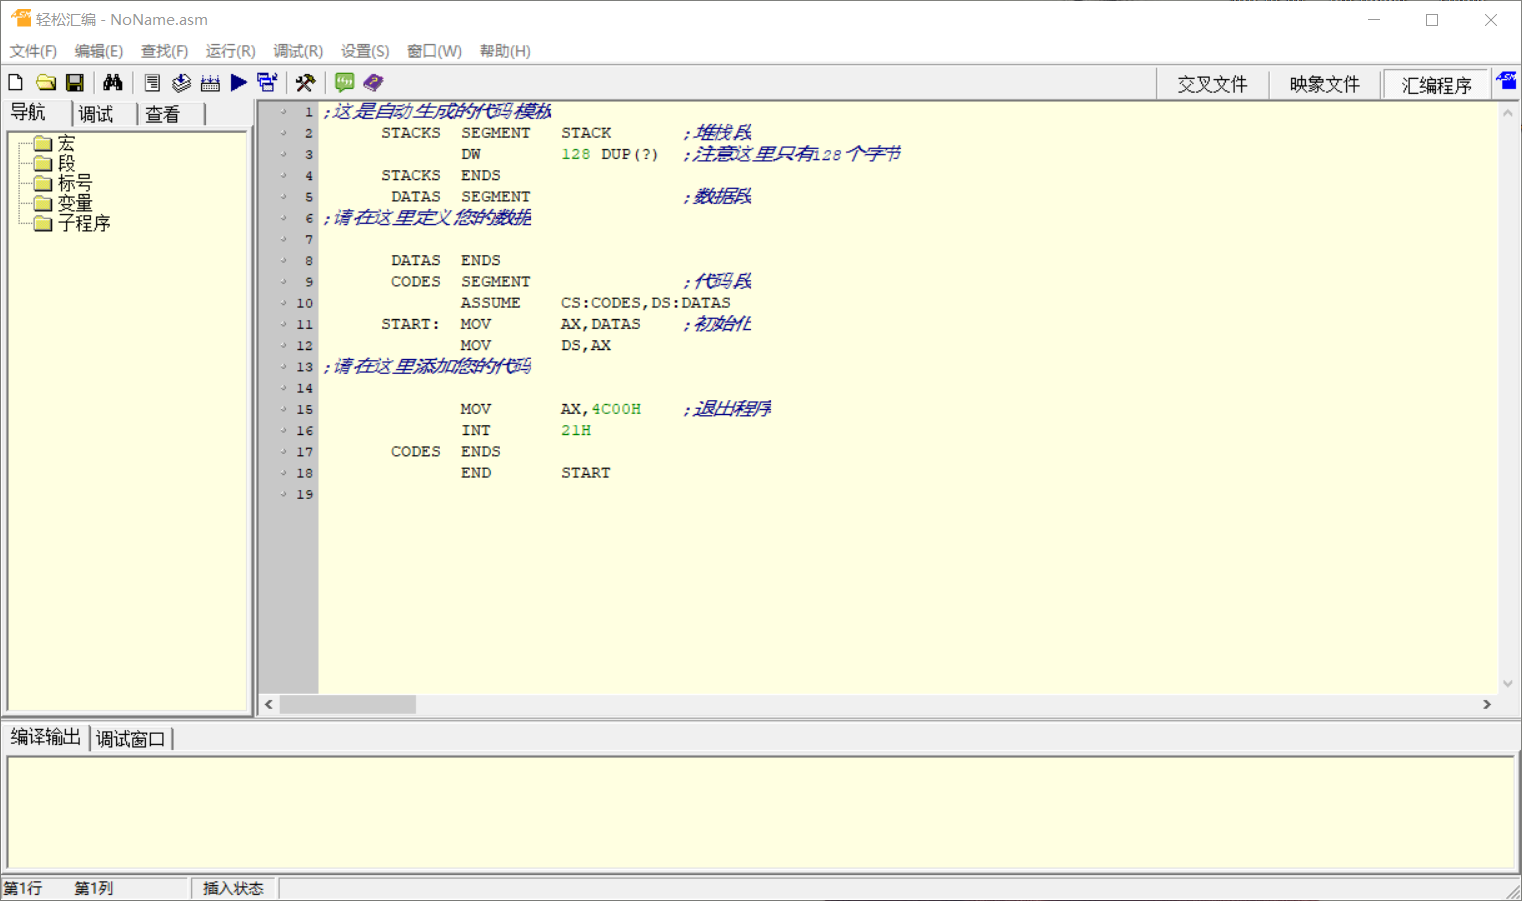 轻松汇编 - NoName.asm
文件(F) 编辑(E) 查找(F) 运行(R) 调试(R) 设置(S) 窗口(W) 帮助(H)
交叉文件 映象文件 汇编程序
导航 调试 查看
宏
段
标号
变量
子程序
1 ;这是自动生成的代码模板
2 STACKS SEGMENT STACK ;堆栈段
3 DW 128 DUP(?) ;注意这里只有128个字节
4 STACKS ENDS
5 DATAS SEGMENT ;数据段
6 ;请在这里定义您的数据
7
8 DATAS ENDS
9 CODES SEGMENT ;代码段
10 ASSUME CS:CODES,DS:DATAS
11 START: MOV AX,DATAS ;初始化
12 MOV DS,AX
13 ;请在这里添加您的代码
14
15 MOV AX,4C00H ;退出程序
16 INT 21H
17 CODES ENDS
18 END START
19
编译输出 调试窗口
第1行 第1列 插入状态